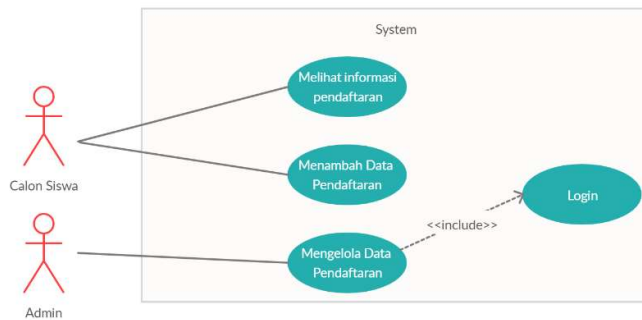 System
Melihat informasi
pendaftaran
Calon Siswa
Menambah Data
Pendaftaran
Login
<<include>>
Mengelola Data
Pendaftaran
Admin